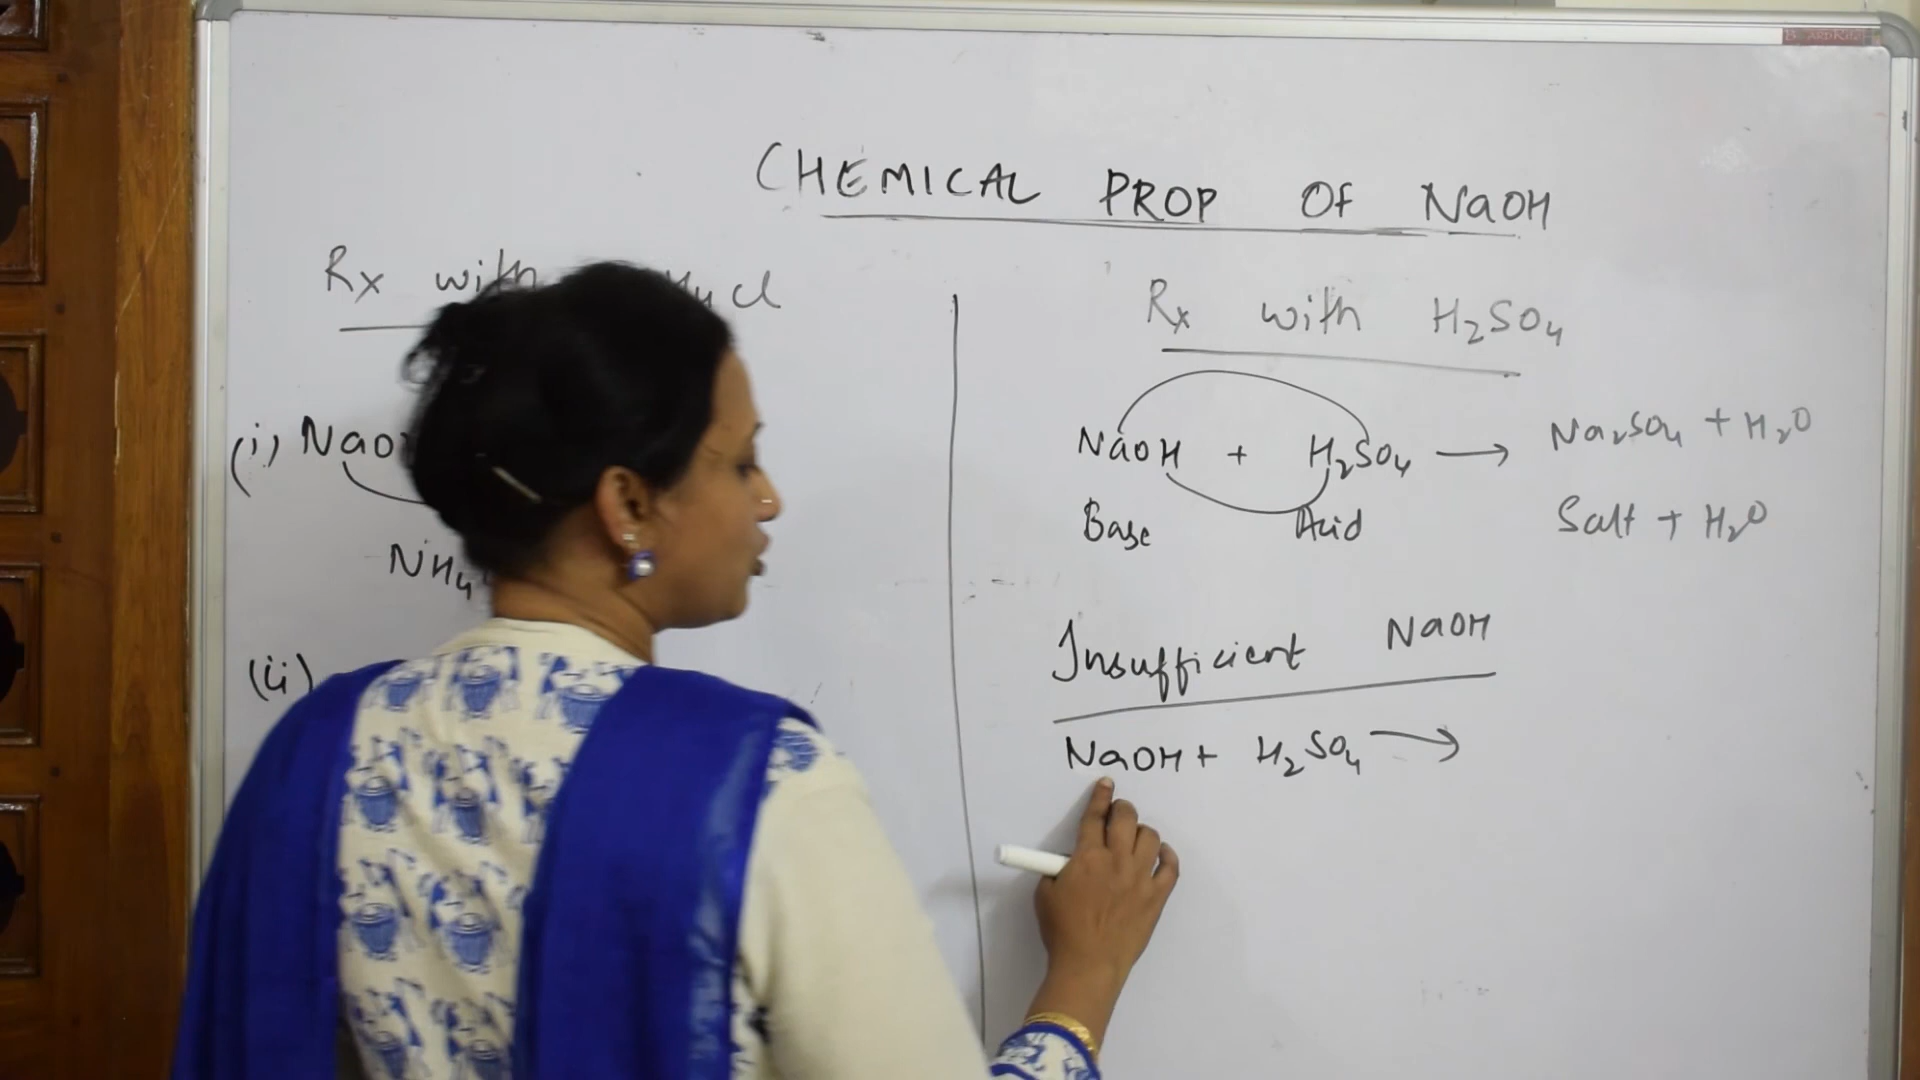 CHEMICAL PROP OF NaOH
Rx with
Rx with H₂SO₄
(i) NaO
NH₄
(ii)
NaOH + H₂SO₄ → Na₂SO₄ + H₂O
Base Acid Salt + H₂O
Insufficient NaOH
NaOH + H₂SO₄ →